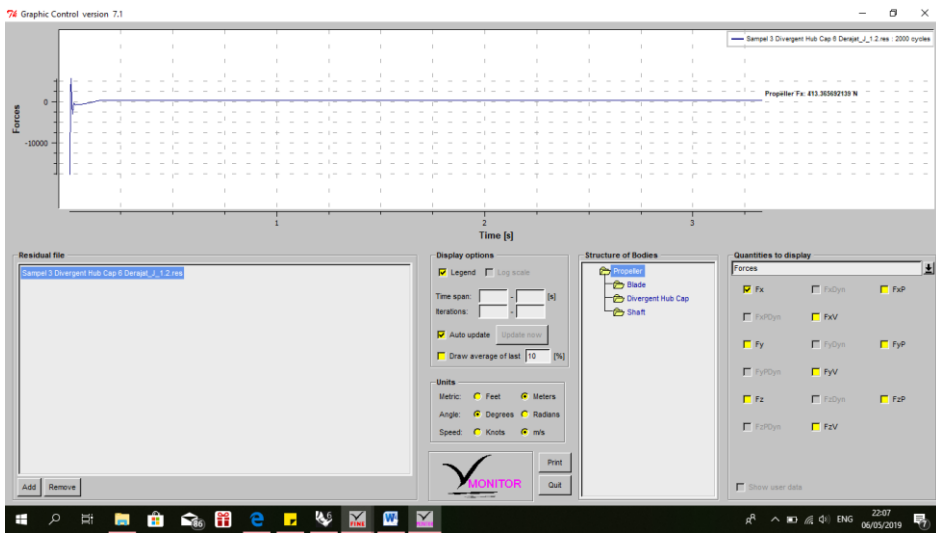 Graphic Control version 7.1
Sampel 3 Divergent Hub Cap 6 Derajat_J_1.2.res : 2000 cycles
Propeller Fx: 413.365692139 N
Forces
0
-10000
1
2
3
Time [s]
Residual file
Sampel 3 Divergent Hub Cap 6 Derajat_J_1.2.res
Add
Remove
Display options
Legend
Log scale
Time span:
-
[s]
Iterations:
-
Auto update
Update now
Draw average of last
10
[%]
Units
Metric:
Feet
Meters
Angle:
Degrees
Radians
Speed:
Knots
m/s
MONITOR
Print
Quit
Structure of Bodies
Propeller
Blade
Divergent Hub Cap
Shaft
Quantities to display
Forces
Fx
FxDyn
FxP
FxPDyn
FxV
Fy
FyDyn
FyP
FyPDyn
FyV
Fz
FzDyn
FzP
FzPDyn
FzV
Show user data
86
FINE
ENG
22:07
06/05/2019
7